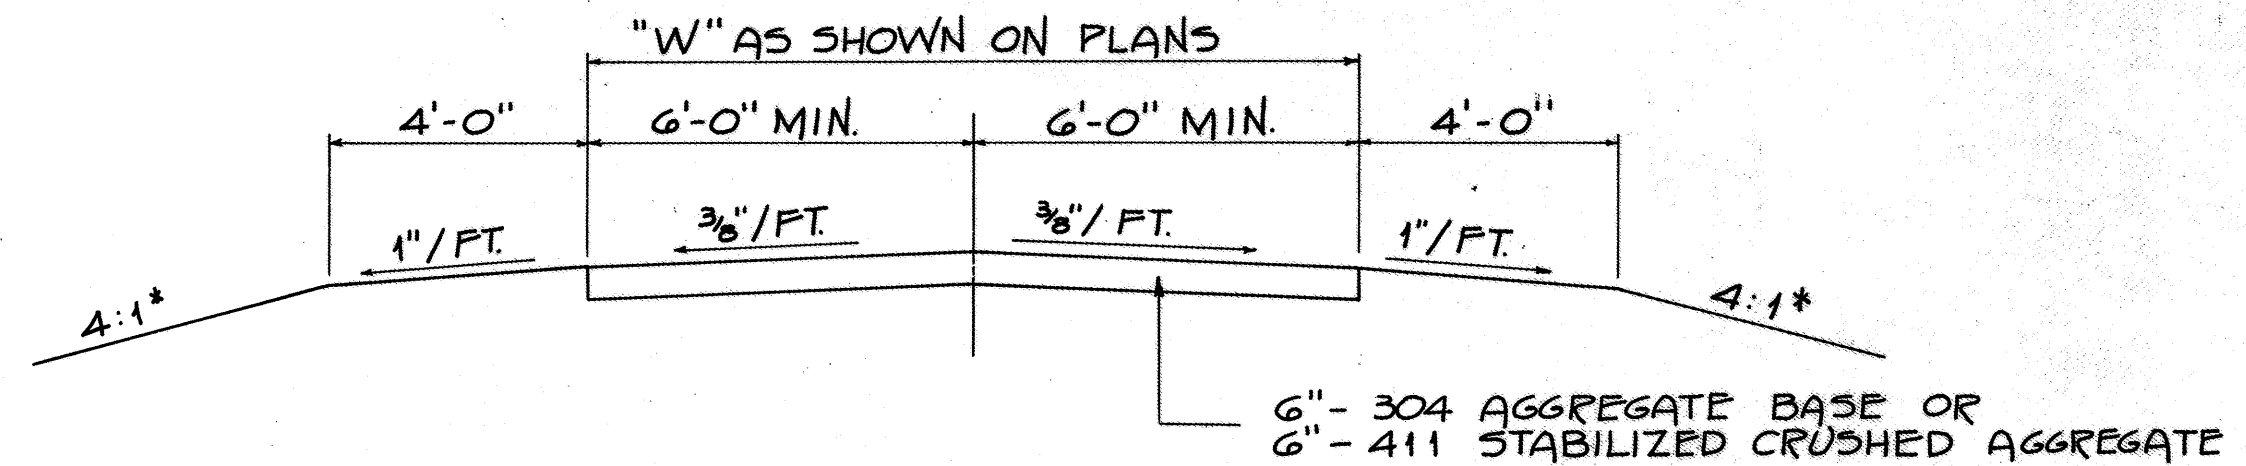 "W" AS SHOWN ON PLANS
4'-0" 6'-0" MIN. 6'-0" MIN. 4'-0"
1"/FT. 3/8"/FT. 3/8"/FT. 1"/FT.
4:1* 4:1*
6"- 304 AGGREGATE BASE OR
6"- 411 STABILIZED CRUSHED AGGREGATE